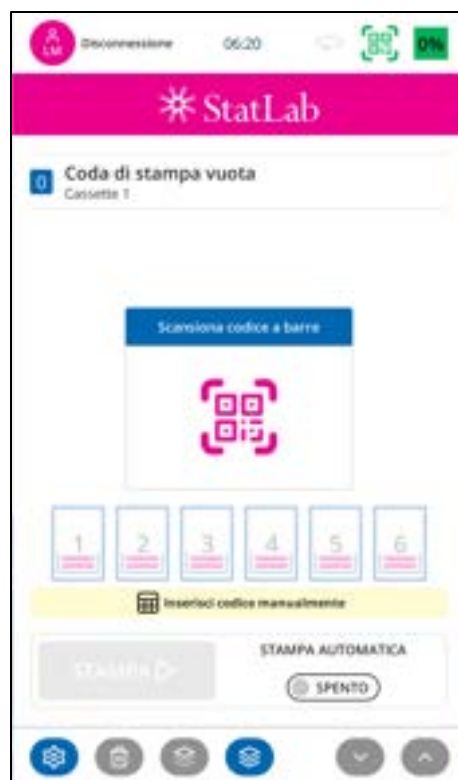 LM Disconnessione 06:20 0%
StatLab
0 Coda di stampa vuota
Cassette 1
Scansiona codice a barre
1 2 3 4 5 6
Inserisci codice manualmente
STAMPA
STAMPA AUTOMATICA
SPENTO